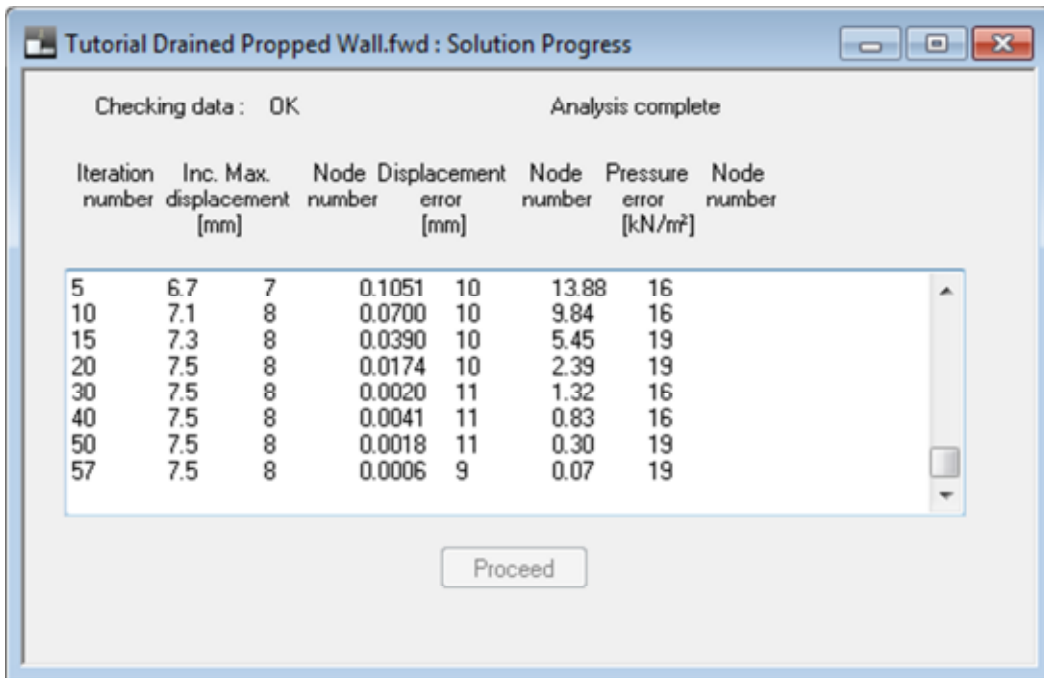 Tutorial Drained Propped Wall.fwd : Solution Progress
Checking data : OK Analysis complete
Iteration Inc. Max. Node Displacement Node Pressure Node
number displacement number error number error number
[mm] [mm] [kN/m²]
5 6.7 7 0.1051 10 13.88 16
10 7.1 8 0.0700 10 9.84 16
15 7.3 8 0.0390 10 5.45 19
20 7.5 8 0.0174 10 2.39 19
30 7.5 8 0.0020 11 1.32 16
40 7.5 8 0.0041 11 0.83 16
50 7.5 8 0.0018 11 0.30 19
57 7.5 8 0.0006 9 0.07 19
Proceed